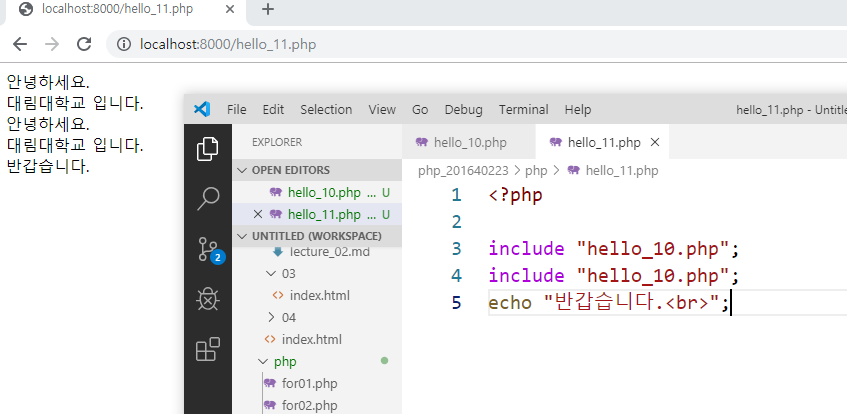 localhost:8000/hello_11.php
localhost:8000/hello_11.php
안녕하세요.
대림대학교 입니다.
안녕하세요.
대림대학교 입니다.
반갑습니다.
File Edit Selection View Go Debug Terminal Help hello_11.php - Untitle
EXPLORER
hello_10.php hello_11.php
OPEN EDITORS
php_201640223 > php > hello_11.php
hello_10.php ... U
hello_11.php ... U
UNTITLED (WORKSPACE)
lecture_02.md
03
index.html
04
index.html
php
for01.php
for02.php
2
1 <?php
2
3 include "hello_10.php";
4 include "hello_10.php";
5 echo "반갑습니다.<br>";